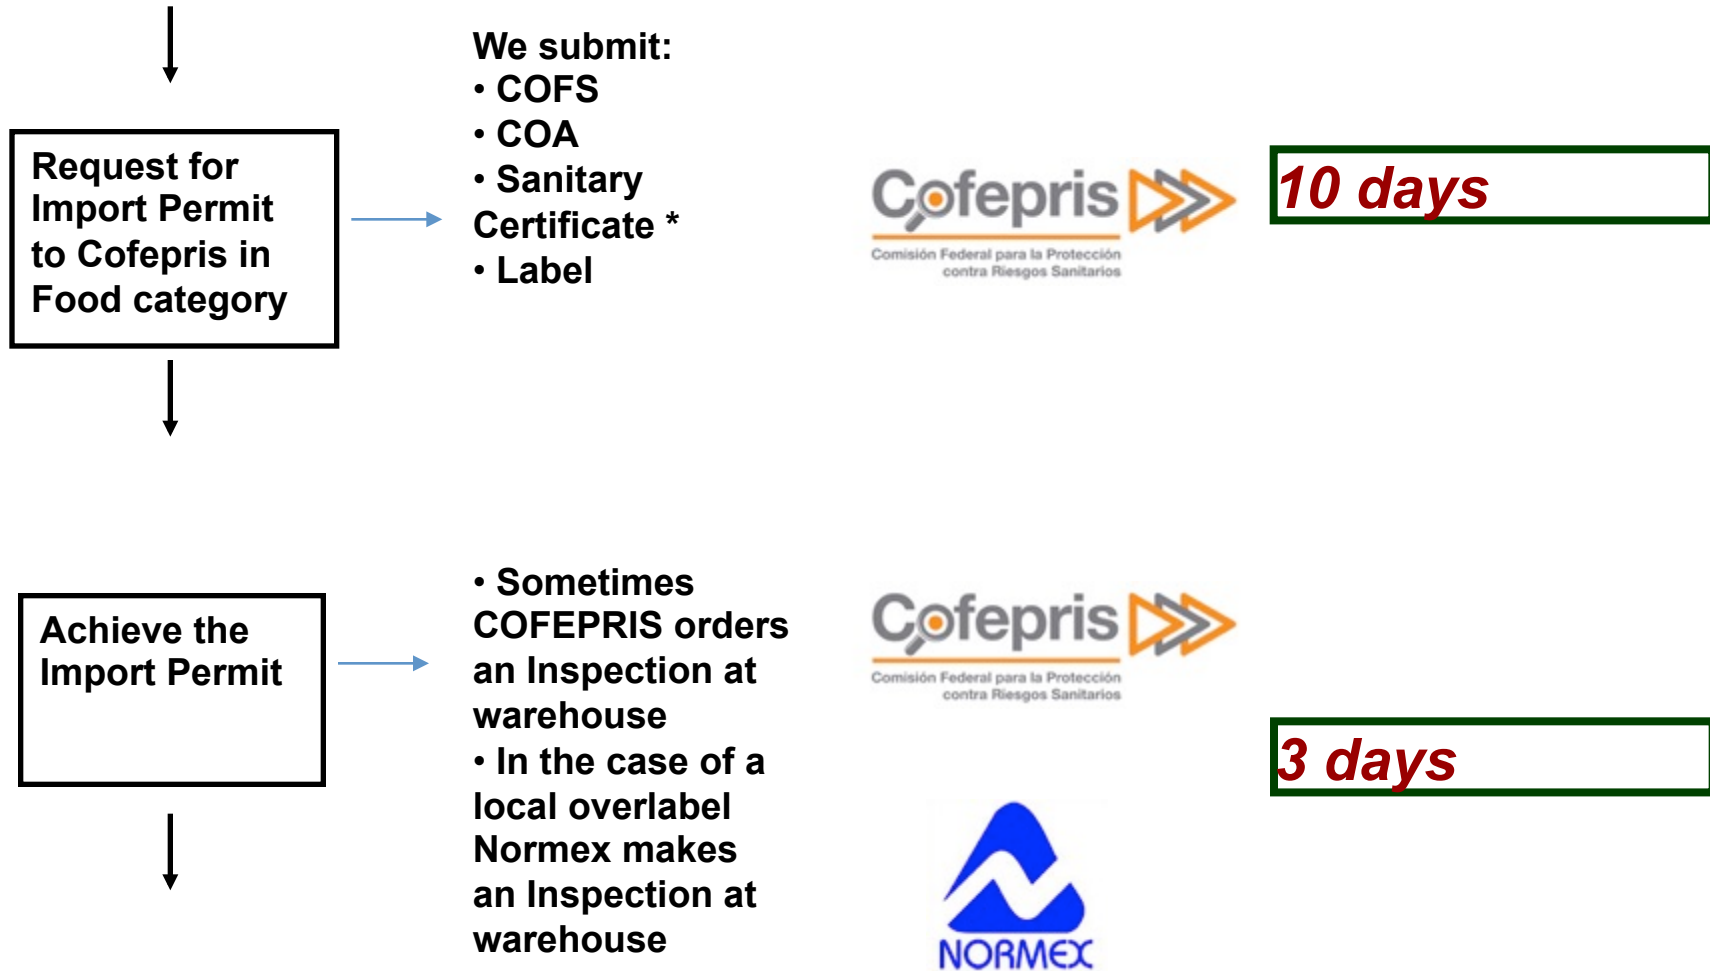 Request for
Import Permit
to Cofepris in
Food category
We submit:
• COFS
• COA
• Sanitary
Certificate *
• Label
Cofepris
Comisión Federal para la Protección
contra Riesgos Sanitarios
10 days
Achieve the
Import Permit
• Sometimes
COFEPRIS orders
an Inspection at
warehouse
• In the case of a
local overlabel
Normex makes
an Inspection at
warehouse
Cofepris
Comisión Federal para la Protección
contra Riesgos Sanitarios
NORMEX
3 days